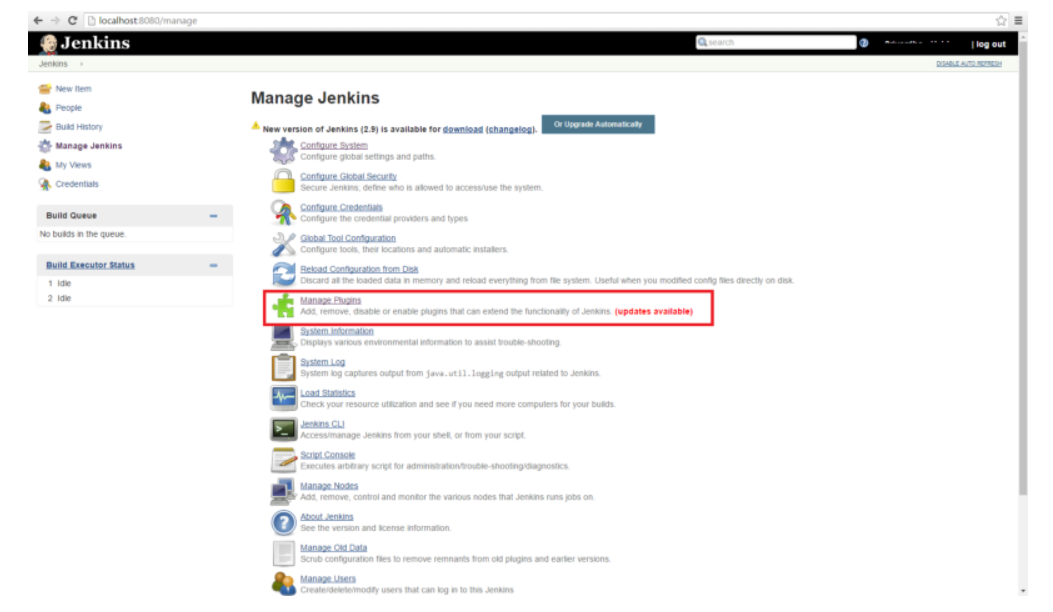 localhost:8080/manage
Jenkins
search
| log out
Jenkins
DISABLE AUTO REFRESH
New Item
People
Build History
Manage Jenkins
My Views
Credentials
Build Queue
No builds in the queue.
Build Executor Status
1 Idle
2 Idle
Manage Jenkins
New version of Jenkins (2.9) is available for download (changelog).
Or Upgrade Automatically
Configure System
Configure global settings and paths.
Configure Global Security
Secure Jenkins; define who is allowed to access/use the system.
Configure Credentials
Configure the credential providers and types
Global Tool Configuration
Configure tools, their locations and automatic installers.
Reload Configuration from Disk
Discard all the loaded data in memory and reload everything from file system. Useful when you modified config files directly on disk.
Manage Plugins
Add, remove, disable or enable plugins that can extend the functionality of Jenkins. (updates available)
System Information
Displays various environmental information to assist trouble-shooting.
System Log
System log captures output from java.util.logging output related to Jenkins.
Load Statistics
Check your resource utilization and see if you need more computers for your builds.
Jenkins CLI
Access/manage Jenkins from your shell, or from your script.
Script Console
Executes arbitrary script for administration/trouble-shooting/diagnostics.
Manage Nodes
Add, remove, control and monitor the various nodes that Jenkins runs jobs on.
About Jenkins
See the version and license information.
Manage Old Data
Scrub configuration files to remove remnants from old plugins and earlier versions.
Manage Users
Create/delete/modify users that can log in to this Jenkins